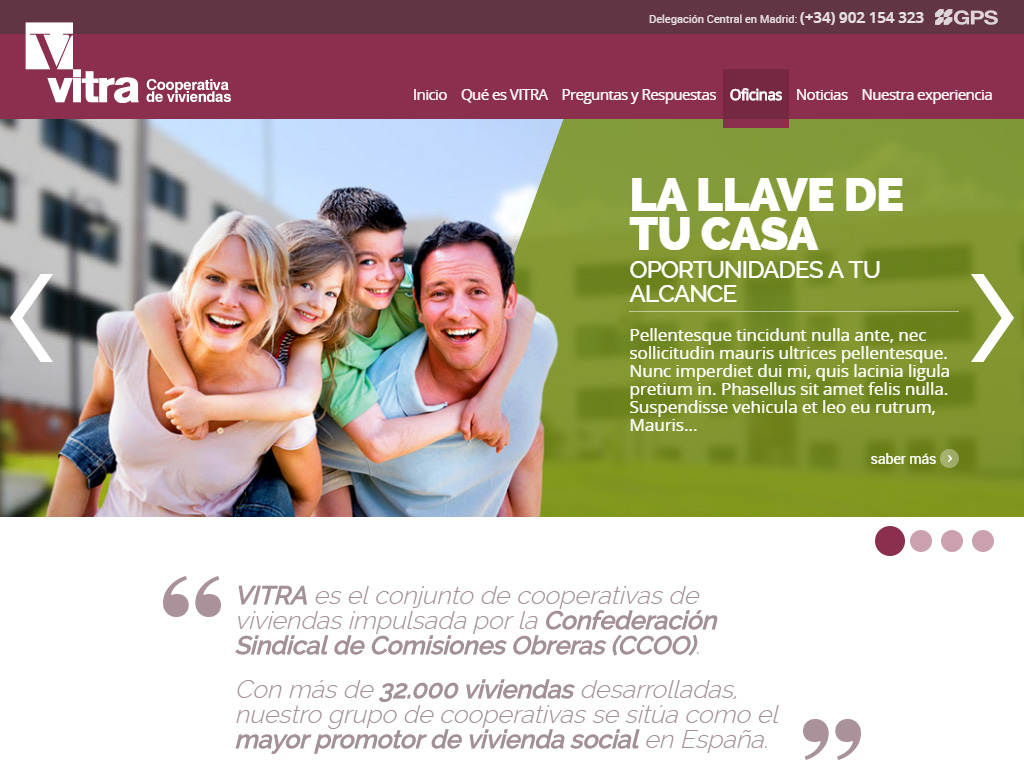 Delegación Central en Madrid: (+34) 902 154 323 GPS
V
vitra Cooperativa
de viviendas
Inicio Qué es VITRA Preguntas y Respuestas Oficinas Noticias Nuestra experiencia
LA LLAVE DE
TU CASA
OPORTUNIDADES A TU
ALCANCE
Pellentesque tincidunt nulla ante, nec
sollicitudin mauris ultrices pellentesque.
Nunc imperdiet dui mi, quis lacinia ligula
pretium in. Phasellus sit amet felis nulla.
Suspendisse vehicula et leo eu rutrum,
Mauris...
saber más
“ VITRA es el conjunto de cooperativas de
viviendas impulsada por la Confederación
Sindical de Comisiones Obreras (CCOO).
Con más de 32.000 viviendas desarrolladas,
nuestro grupo de cooperativas se sitúa como el
mayor promotor de vivienda social en España. ”